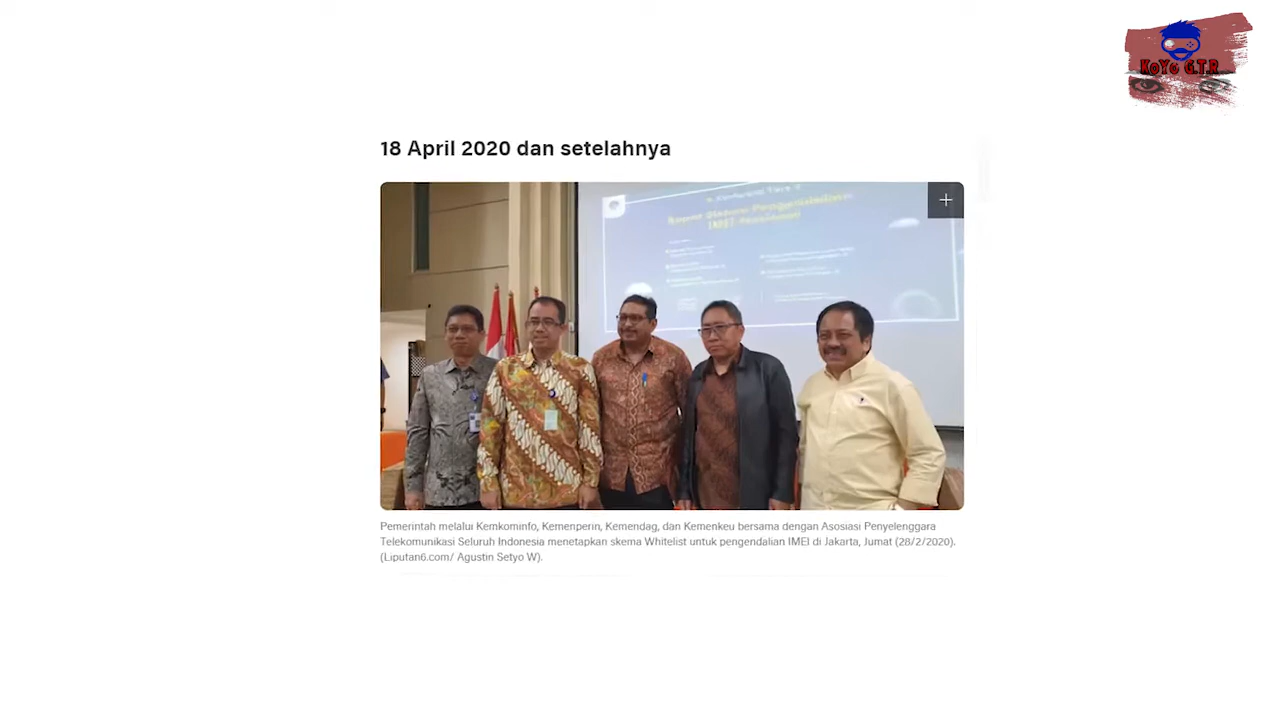 KoYo G.T.R
18 April 2020 dan setelahnya
Pemerintah melalui Kemkominfo, Kemenperin, Kemendag, dan Kemenkeu bersama dengan Asosiasi Penyelenggara
Telekomunikasi Seluruh Indonesia menetapkan skema Whitelist untuk pengendalian IMEI di Jakarta, Jumat (28/2/2020).
(Liputan6.com/ Agustin Setyo W).